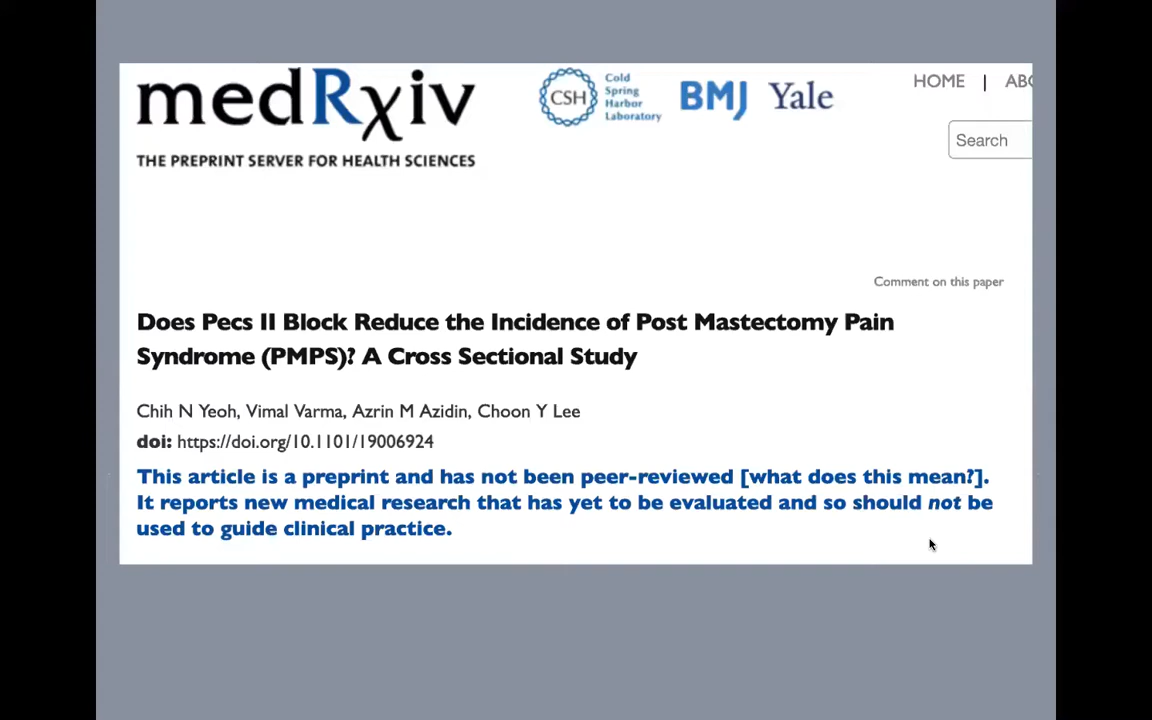 medRxiv
THE PREPRINT SERVER FOR HEALTH SCIENCES
CSH
Cold
Spring
Harbor
Laboratory
BMJ Yale
HOME | ABO
Search
Comment on this paper
Does Pecs II Block Reduce the Incidence of Post Mastectomy Pain
Syndrome (PMPS)? A Cross Sectional Study
Chih N Yeoh, Vimal Varma, Azrin M Azidin, Choon Y Lee
doi: https://doi.org/10.1101/19006924
This article is a preprint and has not been peer-reviewed [what does this mean?].
It reports new medical research that has yet to be evaluated and so should not be
used to guide clinical practice.